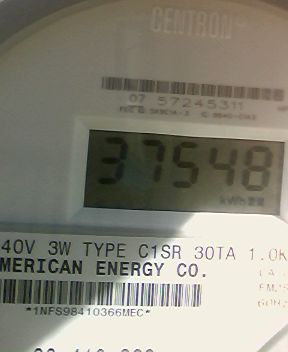 CENTRON
07 57245311
37548
kWh
40V 3W TYPE C1SR 30TA 1.0K
MERICAN ENERGY CO.
*1NFS98410366MEC*